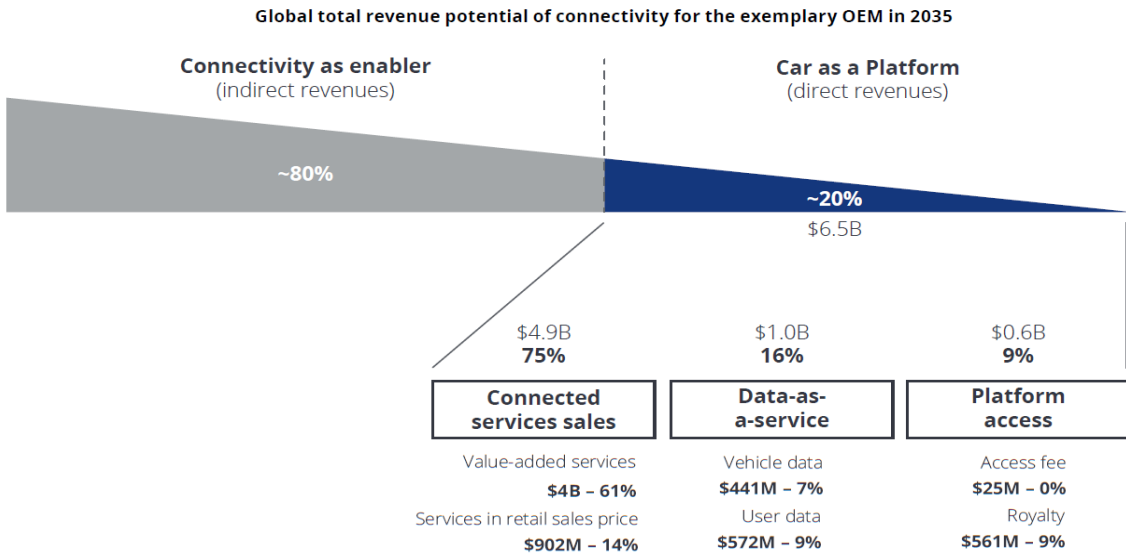 Global total revenue potential of connectivity for the exemplary OEM in 2035
Connectivity as enabler
(indirect revenues)
Car as a Platform
(direct revenues)
~80%
~20%
$6.5B
$4.9B
75%
$1.0B
16%
$0.6B
9%
Connected
services sales
Data-as-
a-service
Platform
access
Value-added services
$4B – 61%
Services in retail sales price
$902M – 14%
Vehicle data
$441M – 7%
User data
$572M – 9%
Access fee
$25M – 0%
Royalty
$561M – 9%